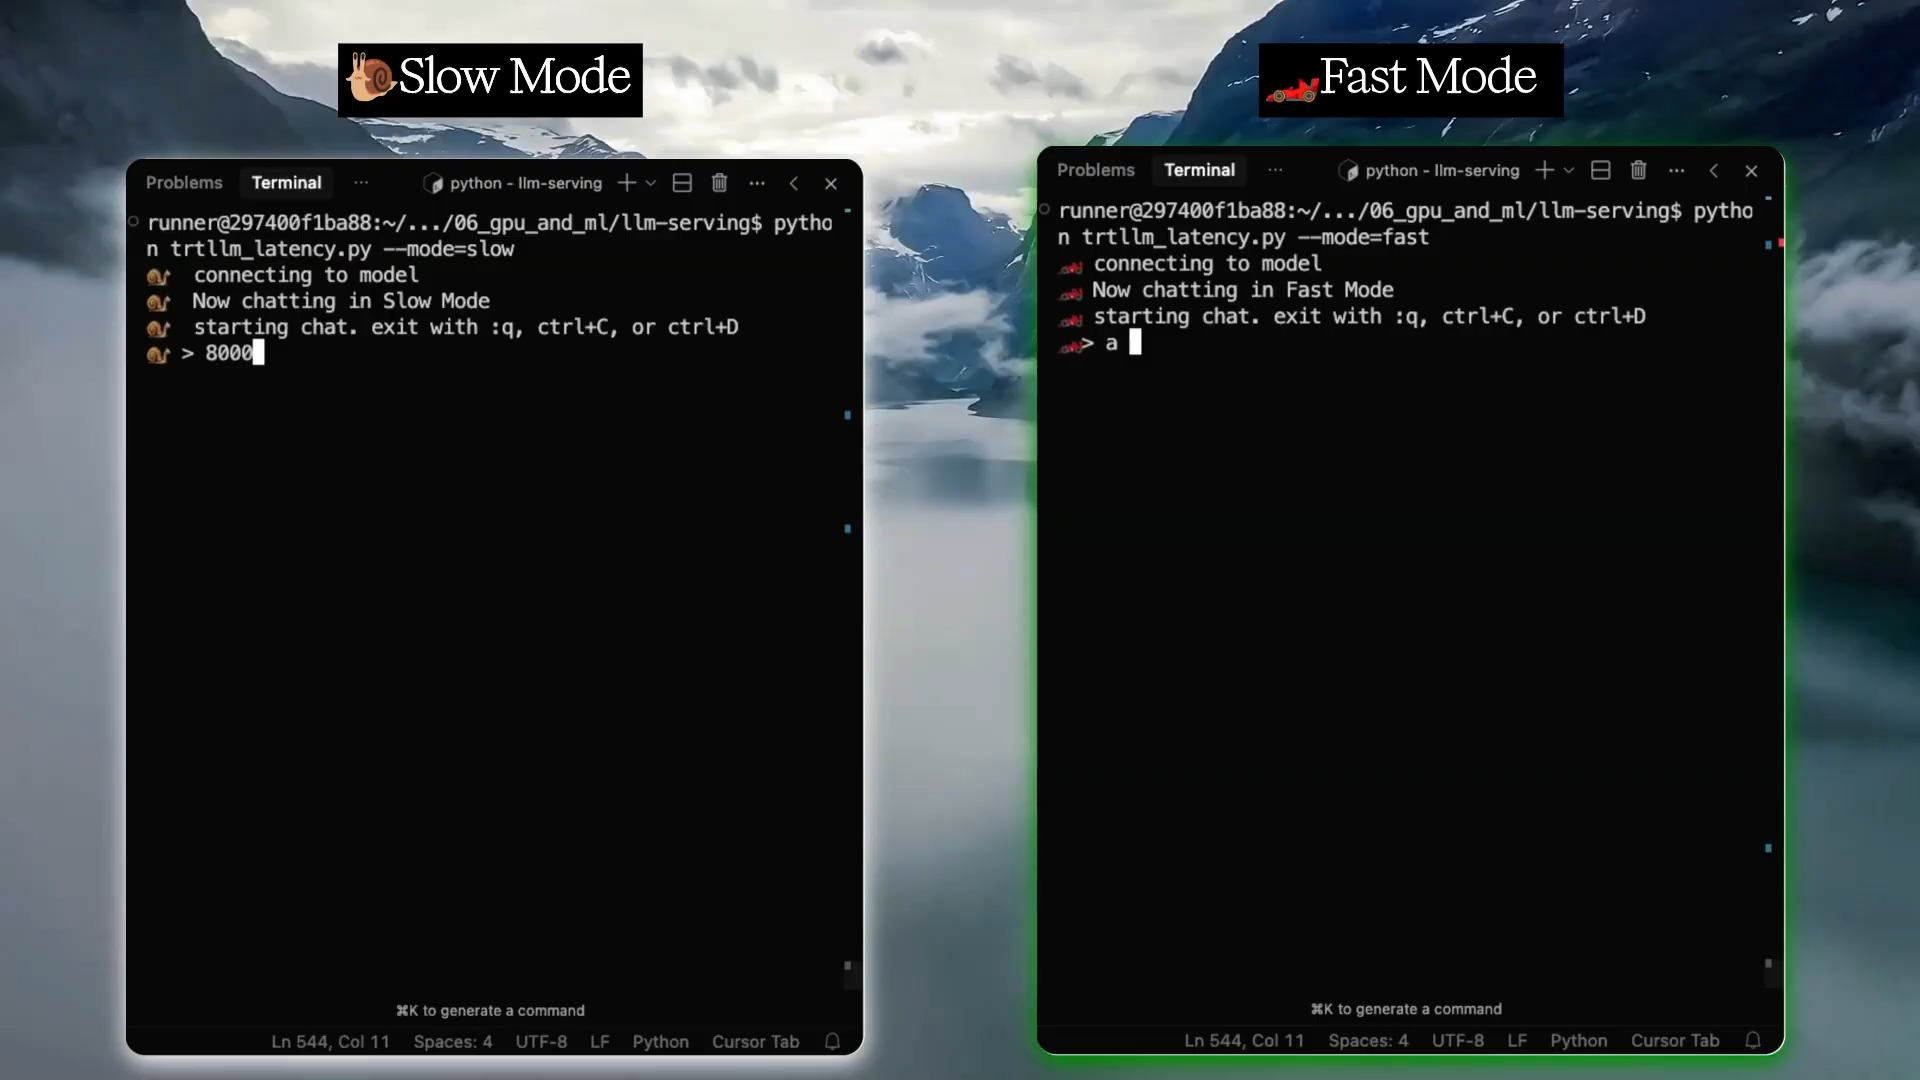 Slow Mode
Problems Terminal ··· python - llm-serving
runner@297400f1ba88:~/.../06_gpu_and_ml/llm-serving$ pytho
n trtllm_latency.py --mode=slow
connecting to model
Now chatting in Slow Mode
starting chat. exit with :q, ctrl+C, or ctrl+D
> 8000
⌘K to generate a command
Ln 544, Col 11 Spaces: 4 UTF-8 LF Python Cursor Tab
Fast Mode
Problems Terminal ··· python - llm-serving
runner@297400f1ba88:~/.../06_gpu_and_ml/llm-serving$ pytho
n trtllm_latency.py --mode=fast
connecting to model
Now chatting in Fast Mode
starting chat. exit with :q, ctrl+C, or ctrl+D
> a
⌘K to generate a command
Ln 544, Col 11 Spaces: 4 UTF-8 LF Python Cursor Tab